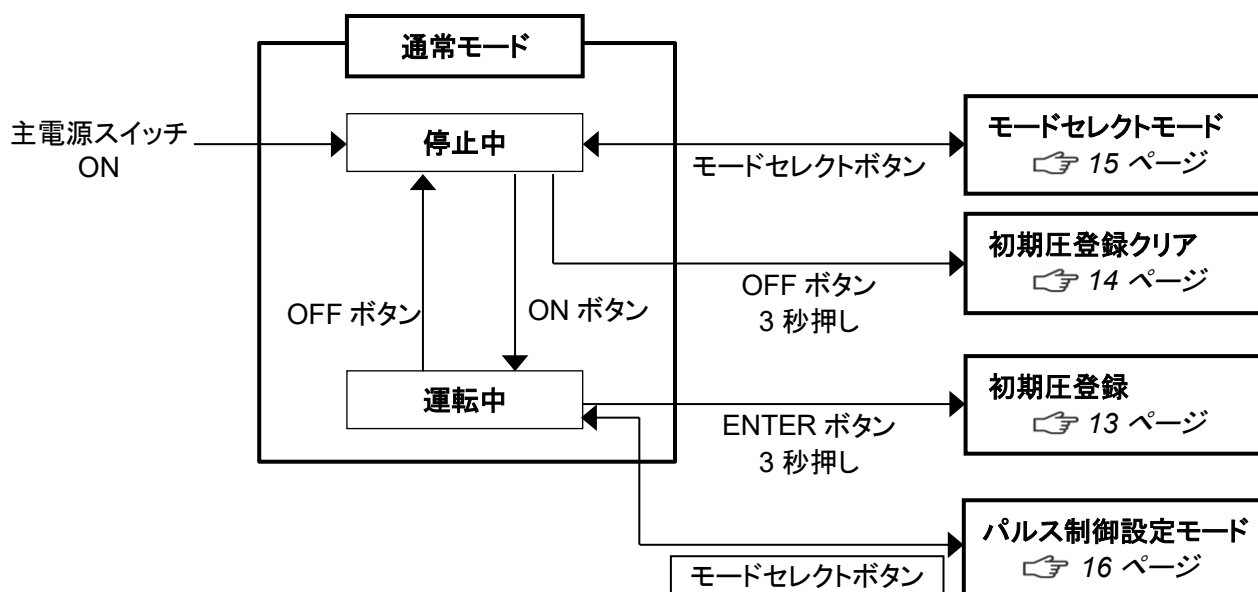 通常モード
主電源スイッチ
ON
停止中
モードセレクトボタン
モードセレクトモード
☞ 15 ページ
OFF ボタン
3 秒押し
初期圧登録クリア
☞ 14 ページ
OFF ボタン
ON ボタン
運転中
ENTER ボタン
3 秒押し
初期圧登録
☞ 13 ページ
モードセレクトボタン
パルス制御設定モード
☞ 16 ページ